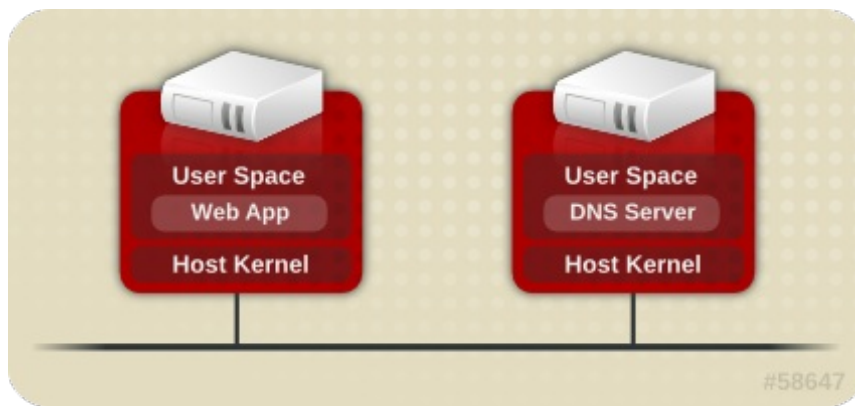 User Space
Web App
Host Kernel
User Space
DNS Server
Host Kernel
#58647